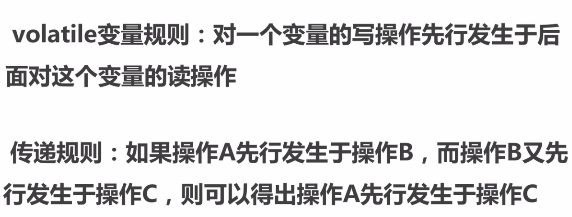 volatile变量规则：对一个变量的写操作先行发生于后
面对这个变量的读操作
传递规则：如果操作A先行发生于操作B，而操作B又先
行发生于操作C，则可以得出操作A先行发生于操作C